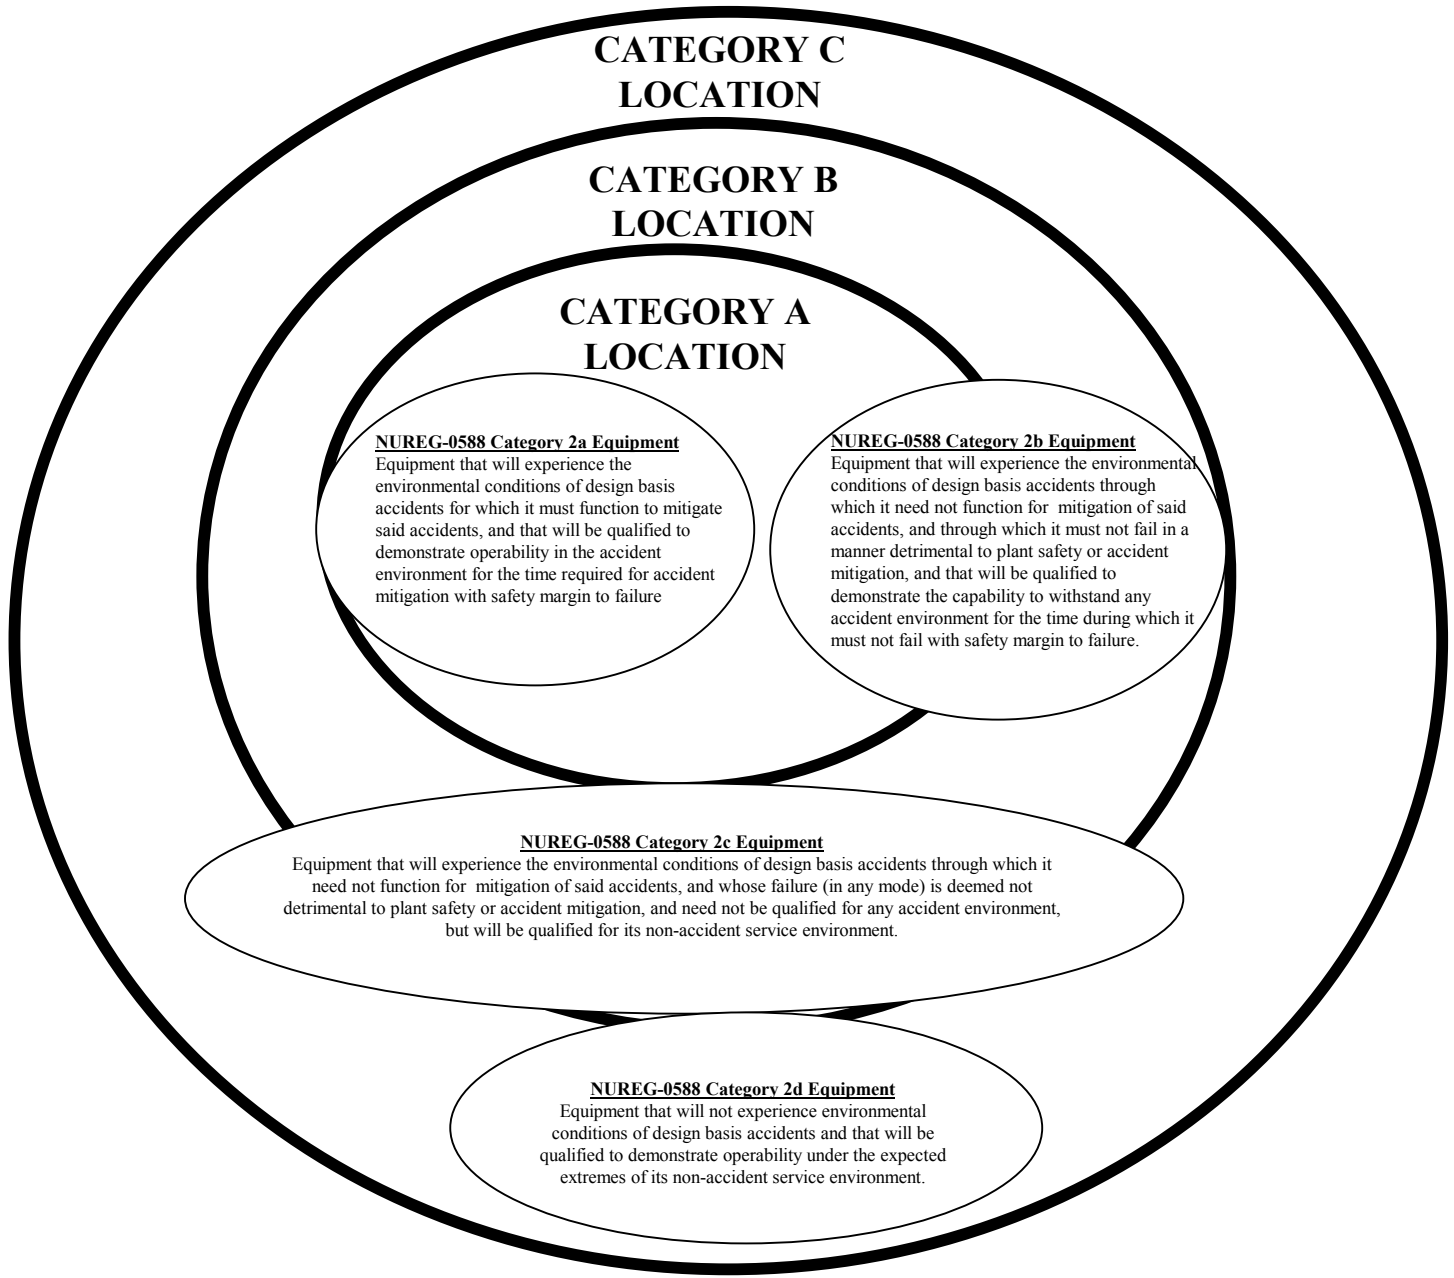 CATEGORY C
LOCATION
CATEGORY B
LOCATION
CATEGORY A
LOCATION
NUREG-0588 Category 2a Equipment
Equipment that will experience the
environmental conditions of design basis
accidents for which it must function to mitigate
said accidents, and that will be qualified to
demonstrate operability in the accident
environment for the time required for accident
mitigation with safety margin to failure
NUREG-0588 Category 2b Equipment
Equipment that will experience the environmental
conditions of design basis accidents through
which it need not function for mitigation of said
accidents, and through which it must not fail in a
manner detrimental to plant safety or accident
mitigation, and that will be qualified to
demonstrate the capability to withstand any
accident environment for the time during which it
must not fail with safety margin to failure.
NUREG-0588 Category 2c Equipment
Equipment that will experience the environmental conditions of design basis accidents through which it
need not function for mitigation of said accidents, and whose failure (in any mode) is deemed not
detrimental to plant safety or accident mitigation, and need not be qualified for any accident environment,
but will be qualified for its non-accident service environment.
NUREG-0588 Category 2d Equipment
Equipment that will not experience environmental
conditions of design basis accidents and that will be
qualified to demonstrate operability under the expected
extremes of its non-accident service environment.